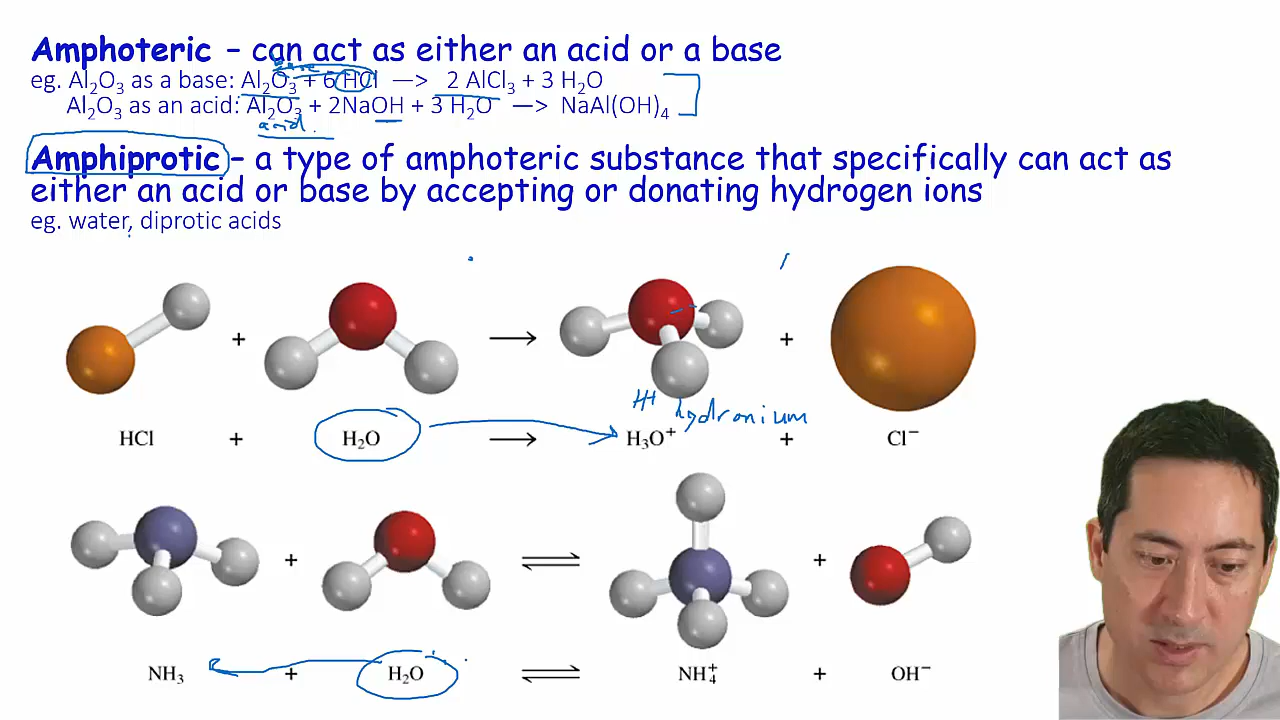 Amphoteric – can act as either an acid or a base
base
eg. Al₂O₃ as a base: Al₂O₃ + 6 HCl —> 2 AlCl₃ + 3 H₂O
Al₂O₃ as an acid: Al₂O₃ + 2NaOH + 3 H₂O —> NaAl(OH)₄
acid.
Amphiprotic – a type of amphoteric substance that specifically can act as
either an acid or base by accepting or donating hydrogen ions
eg. water, diprotic acids
+ → +
hydronium
HCl + H₂O → H₃O⁺ + Cl⁻
+ ⇌ +
NH₃ + H₂O ⇌ NH₄⁺ + OH⁻